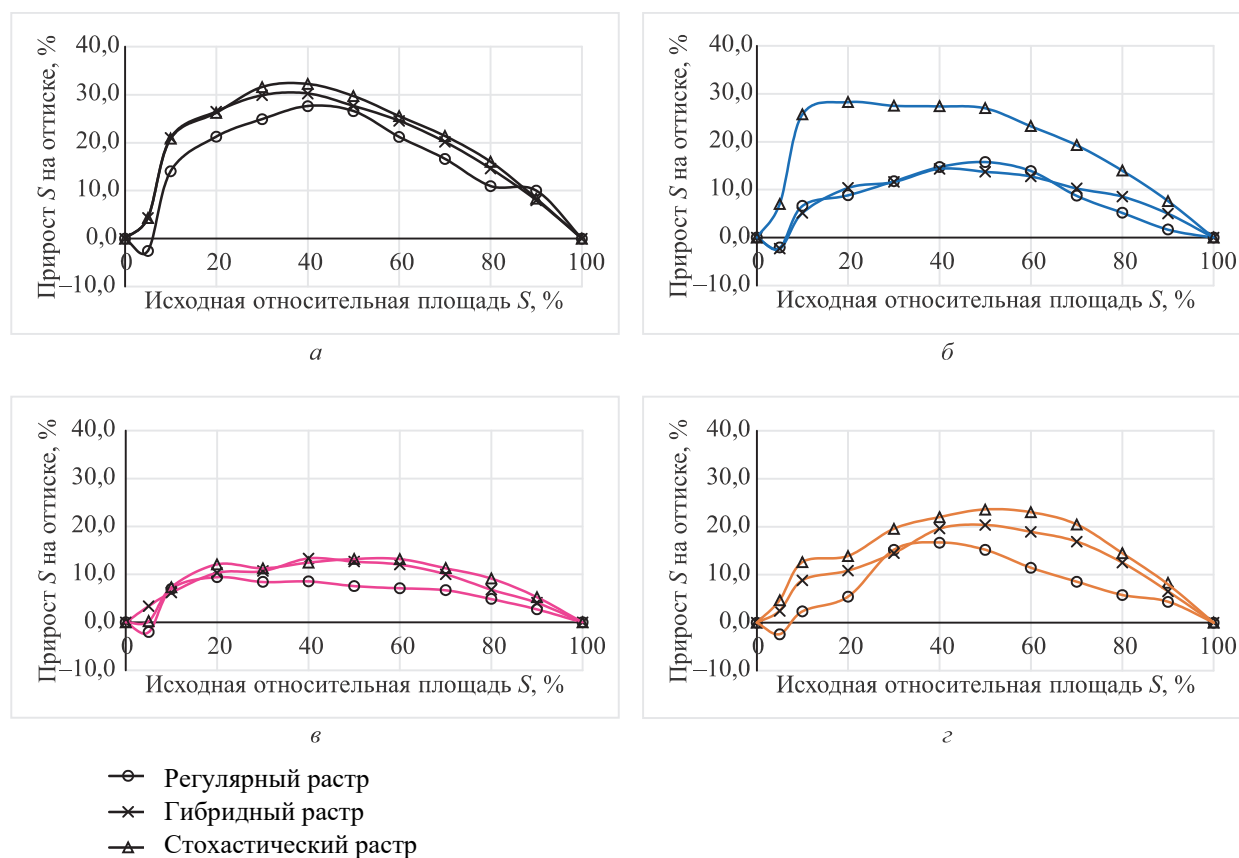 Прирост S на оттиске, %
40,0
30,0
20,0
10,0
0,0
–10,0
0 20 40 60 80 100
Исходная относительная площадь S, %
а
Прирост S на оттиске, %
40,0
30,0
20,0
10,0
0,0
–10,0
0 20 40 60 80 100
Исходная относительная площадь S, %
б
Прирост S на оттиске, %
40,0
30,0
20,0
10,0
0,0
–10,0
0 20 40 60 80 100
Исходная относительная площадь S, %
в
Прирост S на оттиске, %
40,0
30,0
20,0
10,0
0,0
–10,0
0 20 40 60 80 100
Исходная относительная площадь S, %
г
Регулярный растр
Гибридный растр
Стохастический растр